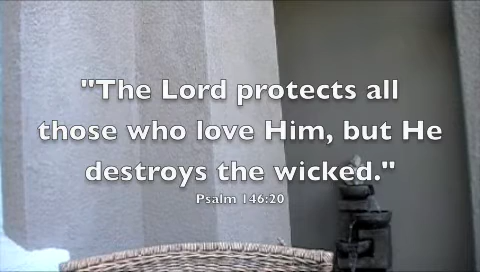 "The Lord protects all
those who love Him, but He
destroys the wicked."
Psalm 146:20